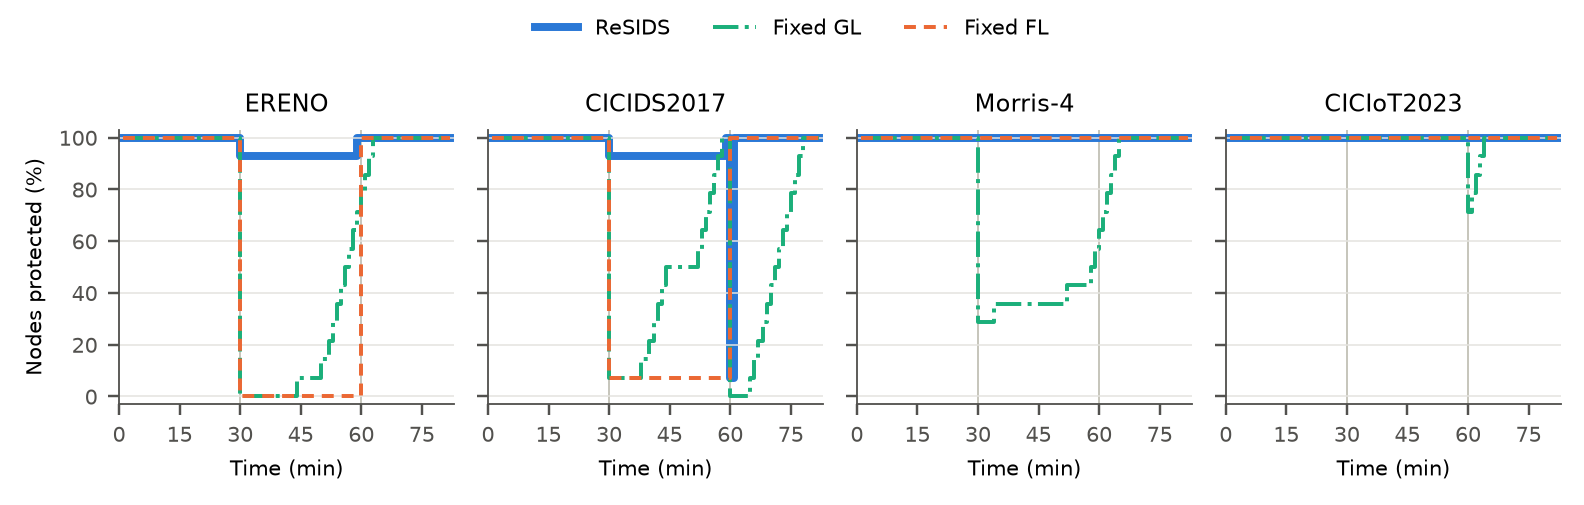 ReSIDS Fixed GL Fixed FL
ERENO CICIDS2017 Morris-4 CICIoT2023
Nodes protected (%)
100
80
60
40
20
0
0 15 30 45 60 75 0 15 30 45 60 75 0 15 30 45 60 75 0 15 30 45 60 75
Time (min) Time (min) Time (min) Time (min)